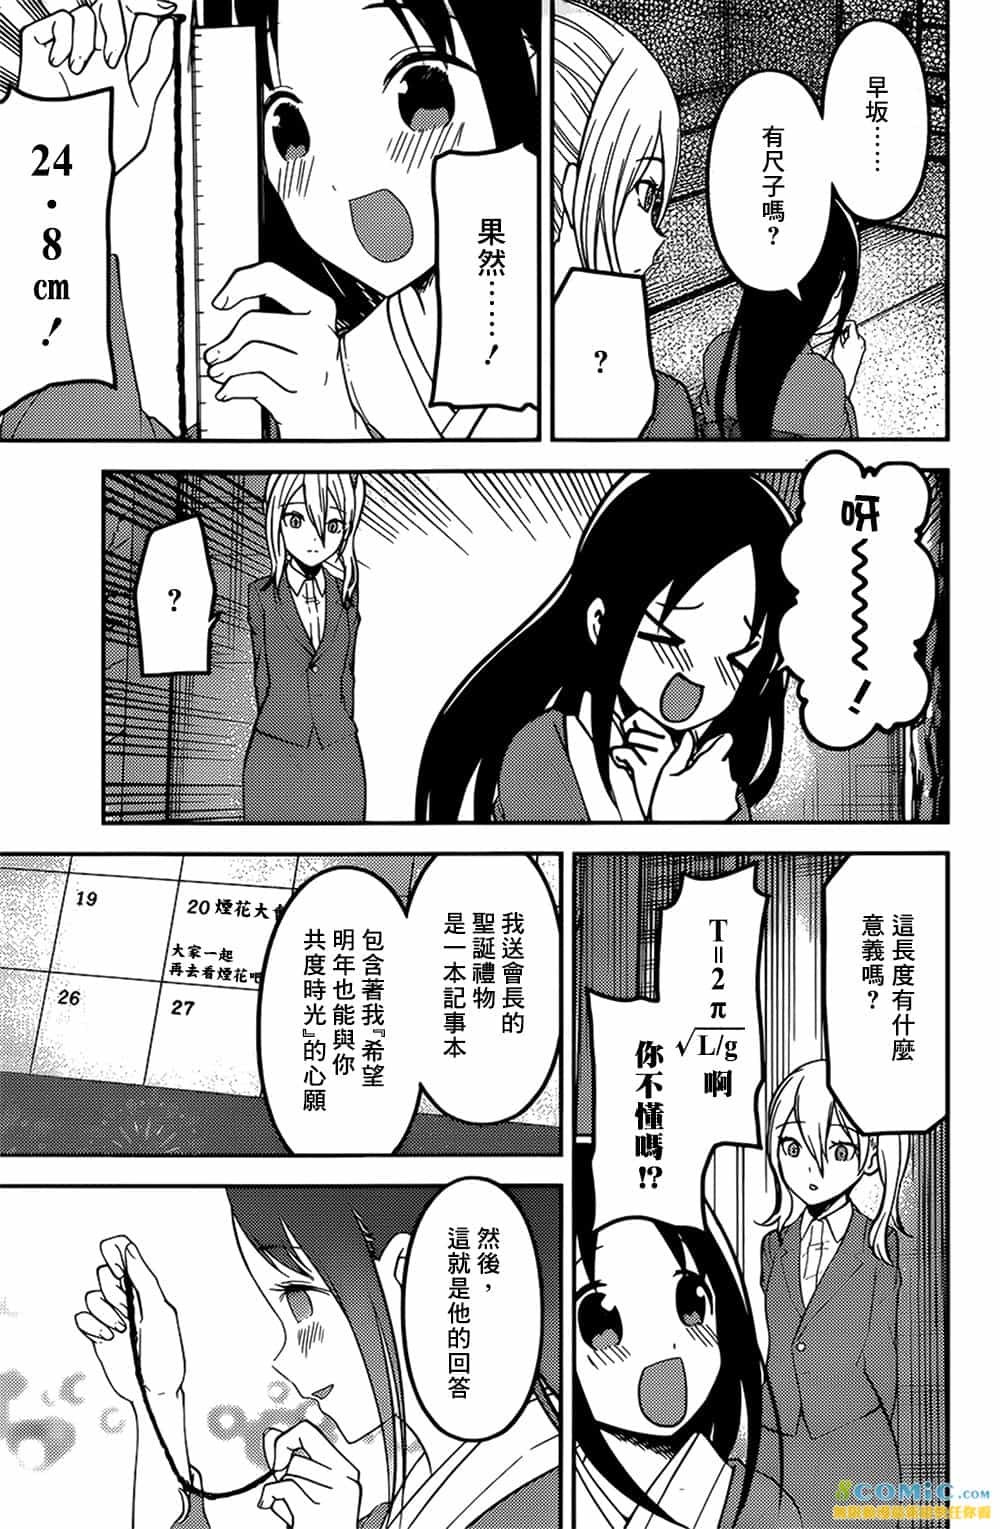 早坂……
有尺子嗎？
？
果然……！
24・8cm！
呀~~~~~~！
？
這長度有什麼
意義嗎？
T=2π√L/g啊
你不懂嗎!?
我送會長的
聖誕禮物
是一本記事本
包含著我『希望
明年也能與你
共度時光』的心願
19
20煙花大會
大家一起
再去看煙花吧
26
27
然後，
這就是他的回答
SCOMIC.COM